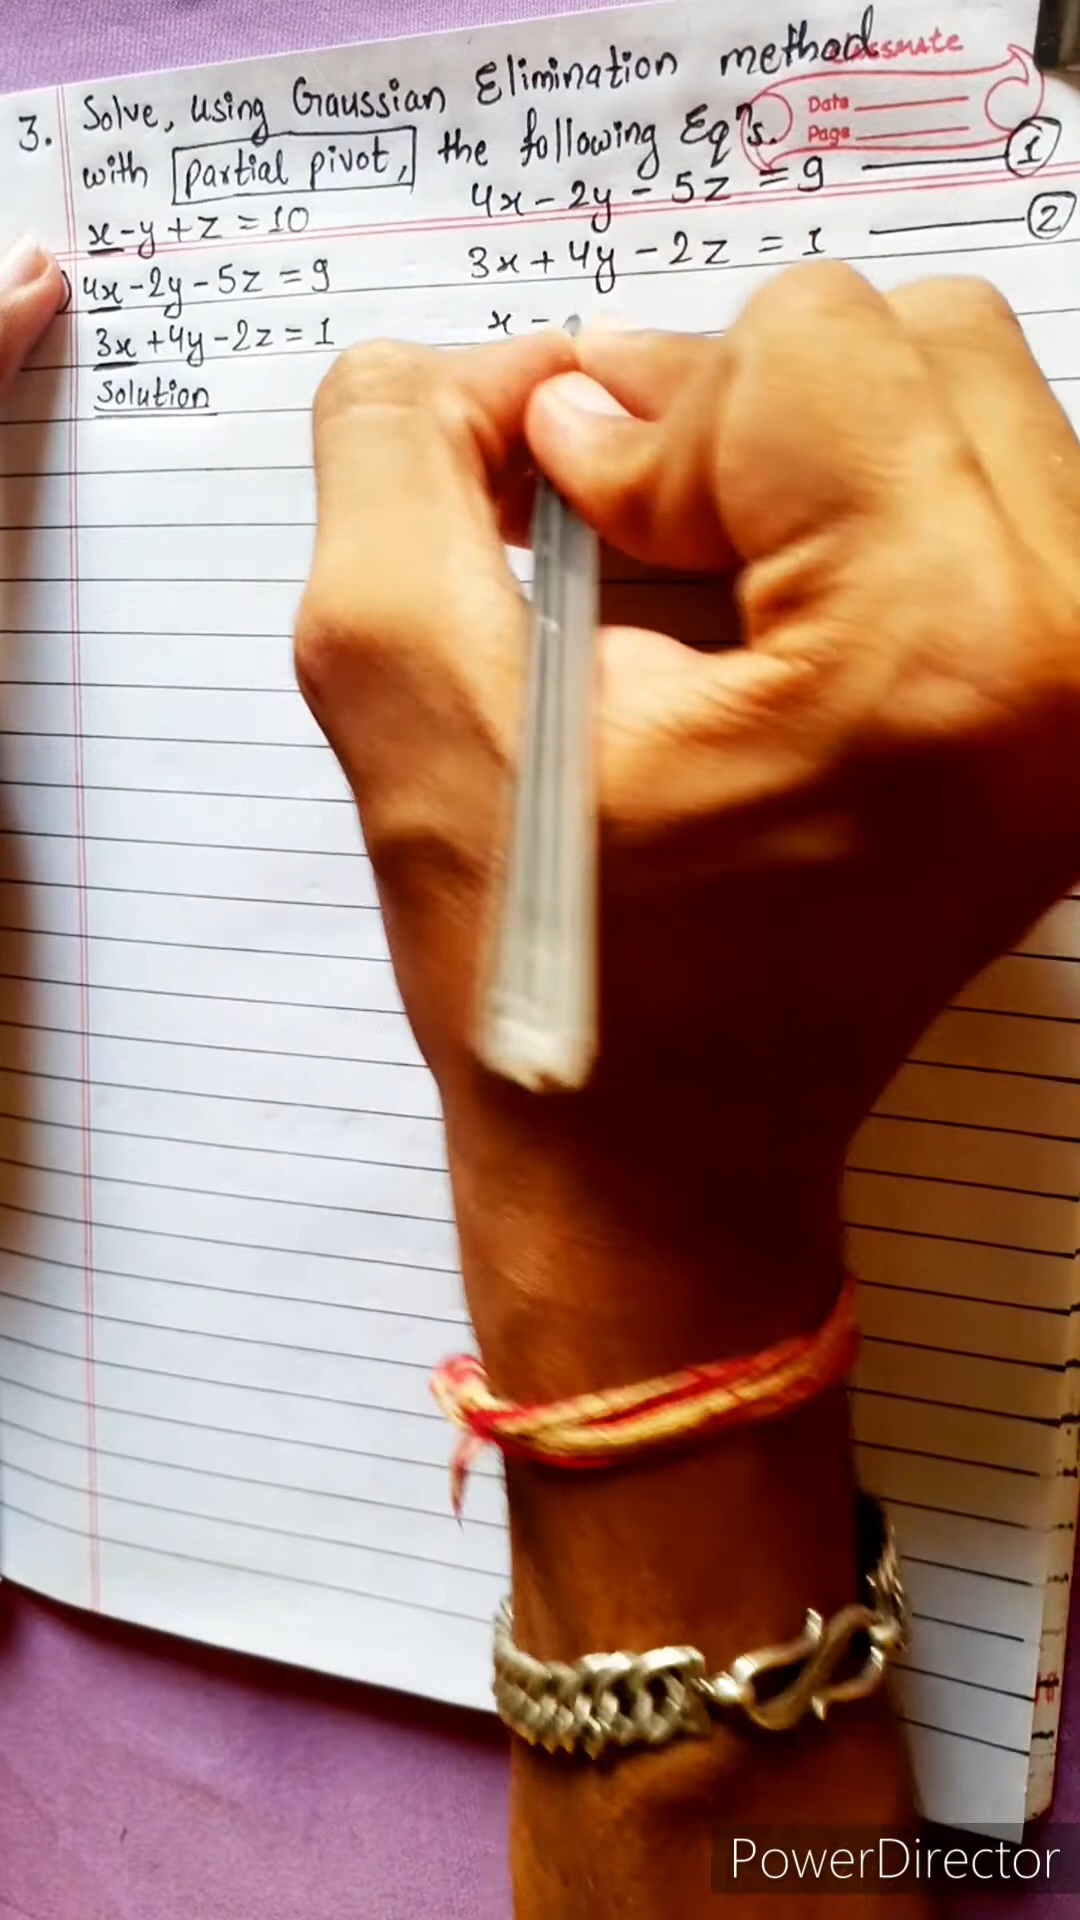 classmate
Date
Page
3. Solve, using Gaussian Elimination method
with partial pivot, the following Eqⁿs.
x-y+z=10
4x-2y-5z=9
3x+4y-2z=1
Solution
4x-2y-5z=9 1
3x+4y-2z=1 2
x-
PowerDirector